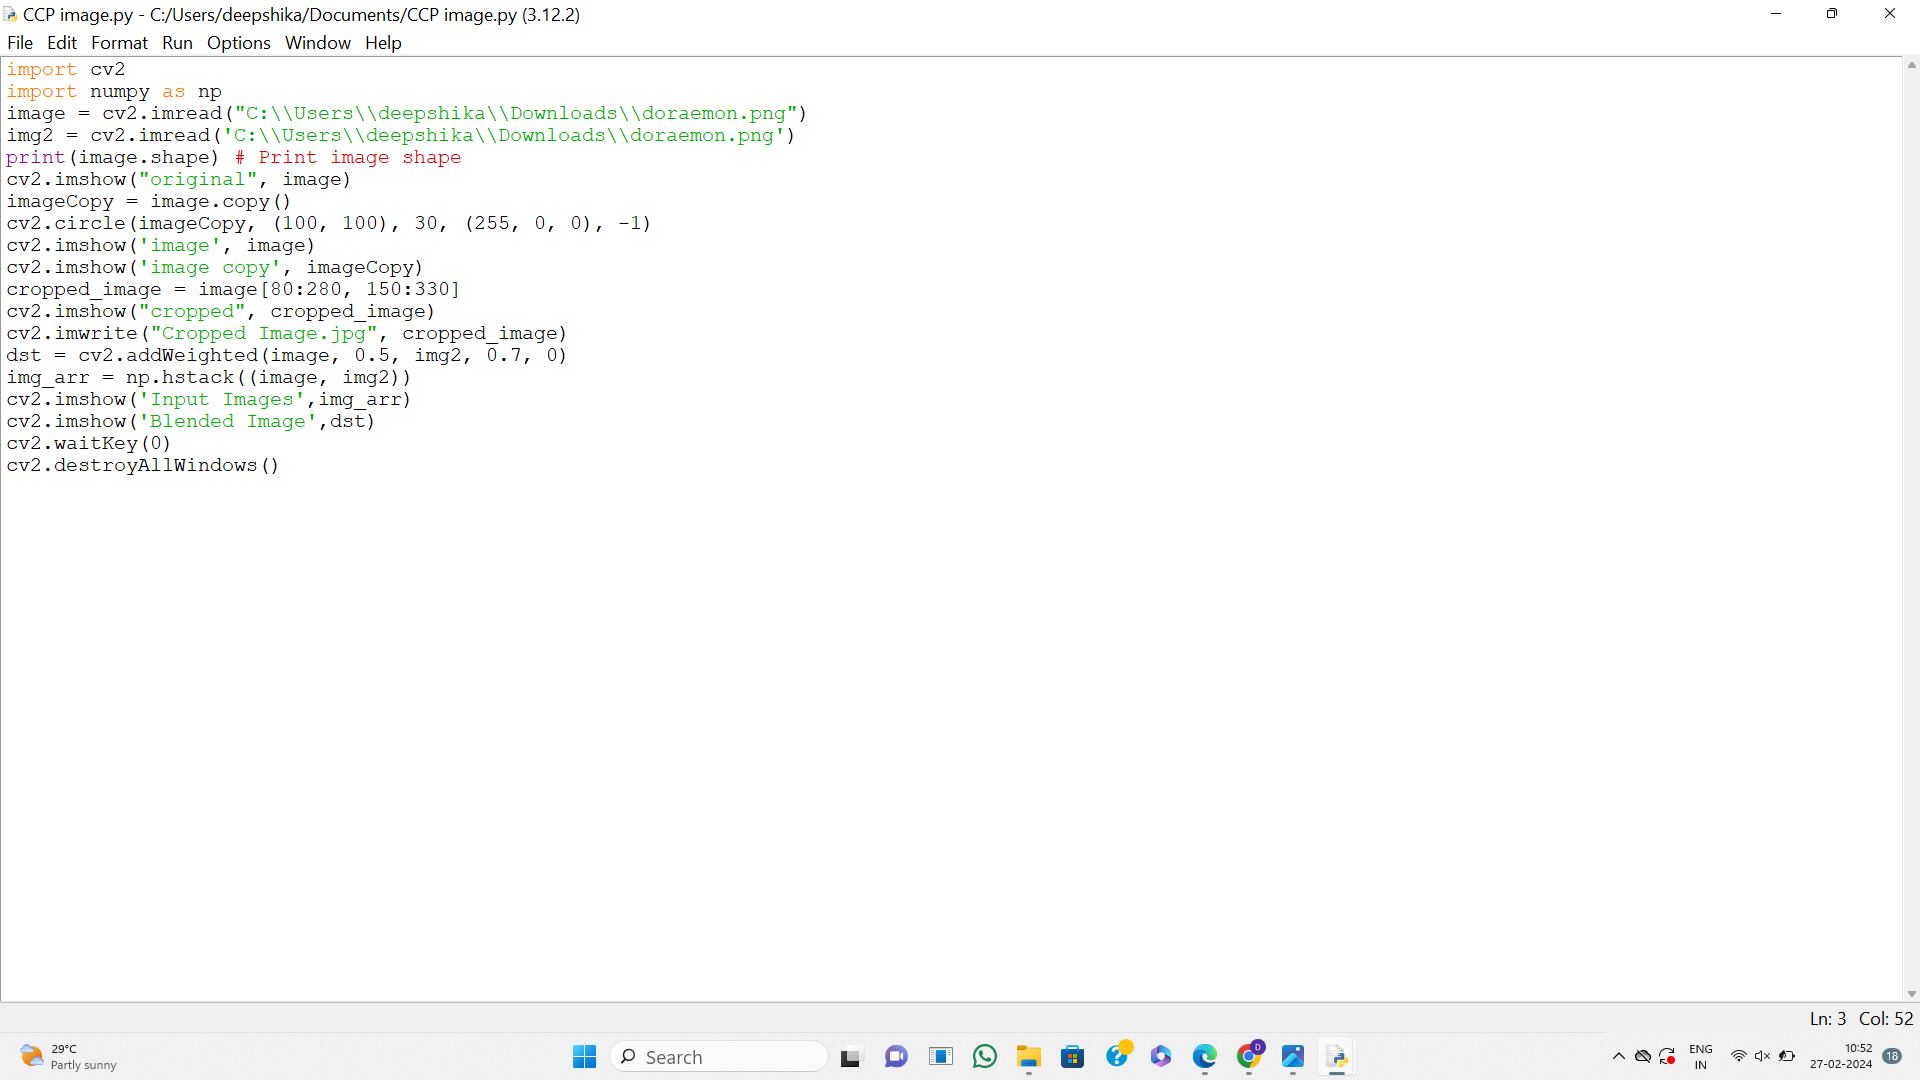 CCP image.py - C:/Users/deepshika/Documents/CCP image.py (3.12.2)
File Edit Format Run Options Window Help
import cv2
import numpy as np
image = cv2.imread("C:\\Users\\deepshika\\Downloads\\doraemon.png")
img2 = cv2.imread('C:\\Users\\deepshika\\Downloads\\doraemon.png')
print(image.shape) # Print image shape
cv2.imshow("original", image)
imageCopy = image.copy()
cv2.circle(imageCopy, (100, 100), 30, (255, 0, 0), -1)
cv2.imshow('image', image)
cv2.imshow('image copy', imageCopy)
cropped_image = image[80:280, 150:330]
cv2.imshow("cropped", cropped_image)
cv2.imwrite("Cropped Image.jpg", cropped_image)
dst = cv2.addWeighted(image, 0.5, img2, 0.7, 0)
img_arr = np.hstack((image, img2))
cv2.imshow('Input Images',img_arr)
cv2.imshow('Blended Image',dst)
cv2.waitKey(0)
cv2.destroyAllWindows()
Ln: 3 Col: 52
29°C
Partly sunny
Search
D
ENG
IN
10:52
27-02-2024
18